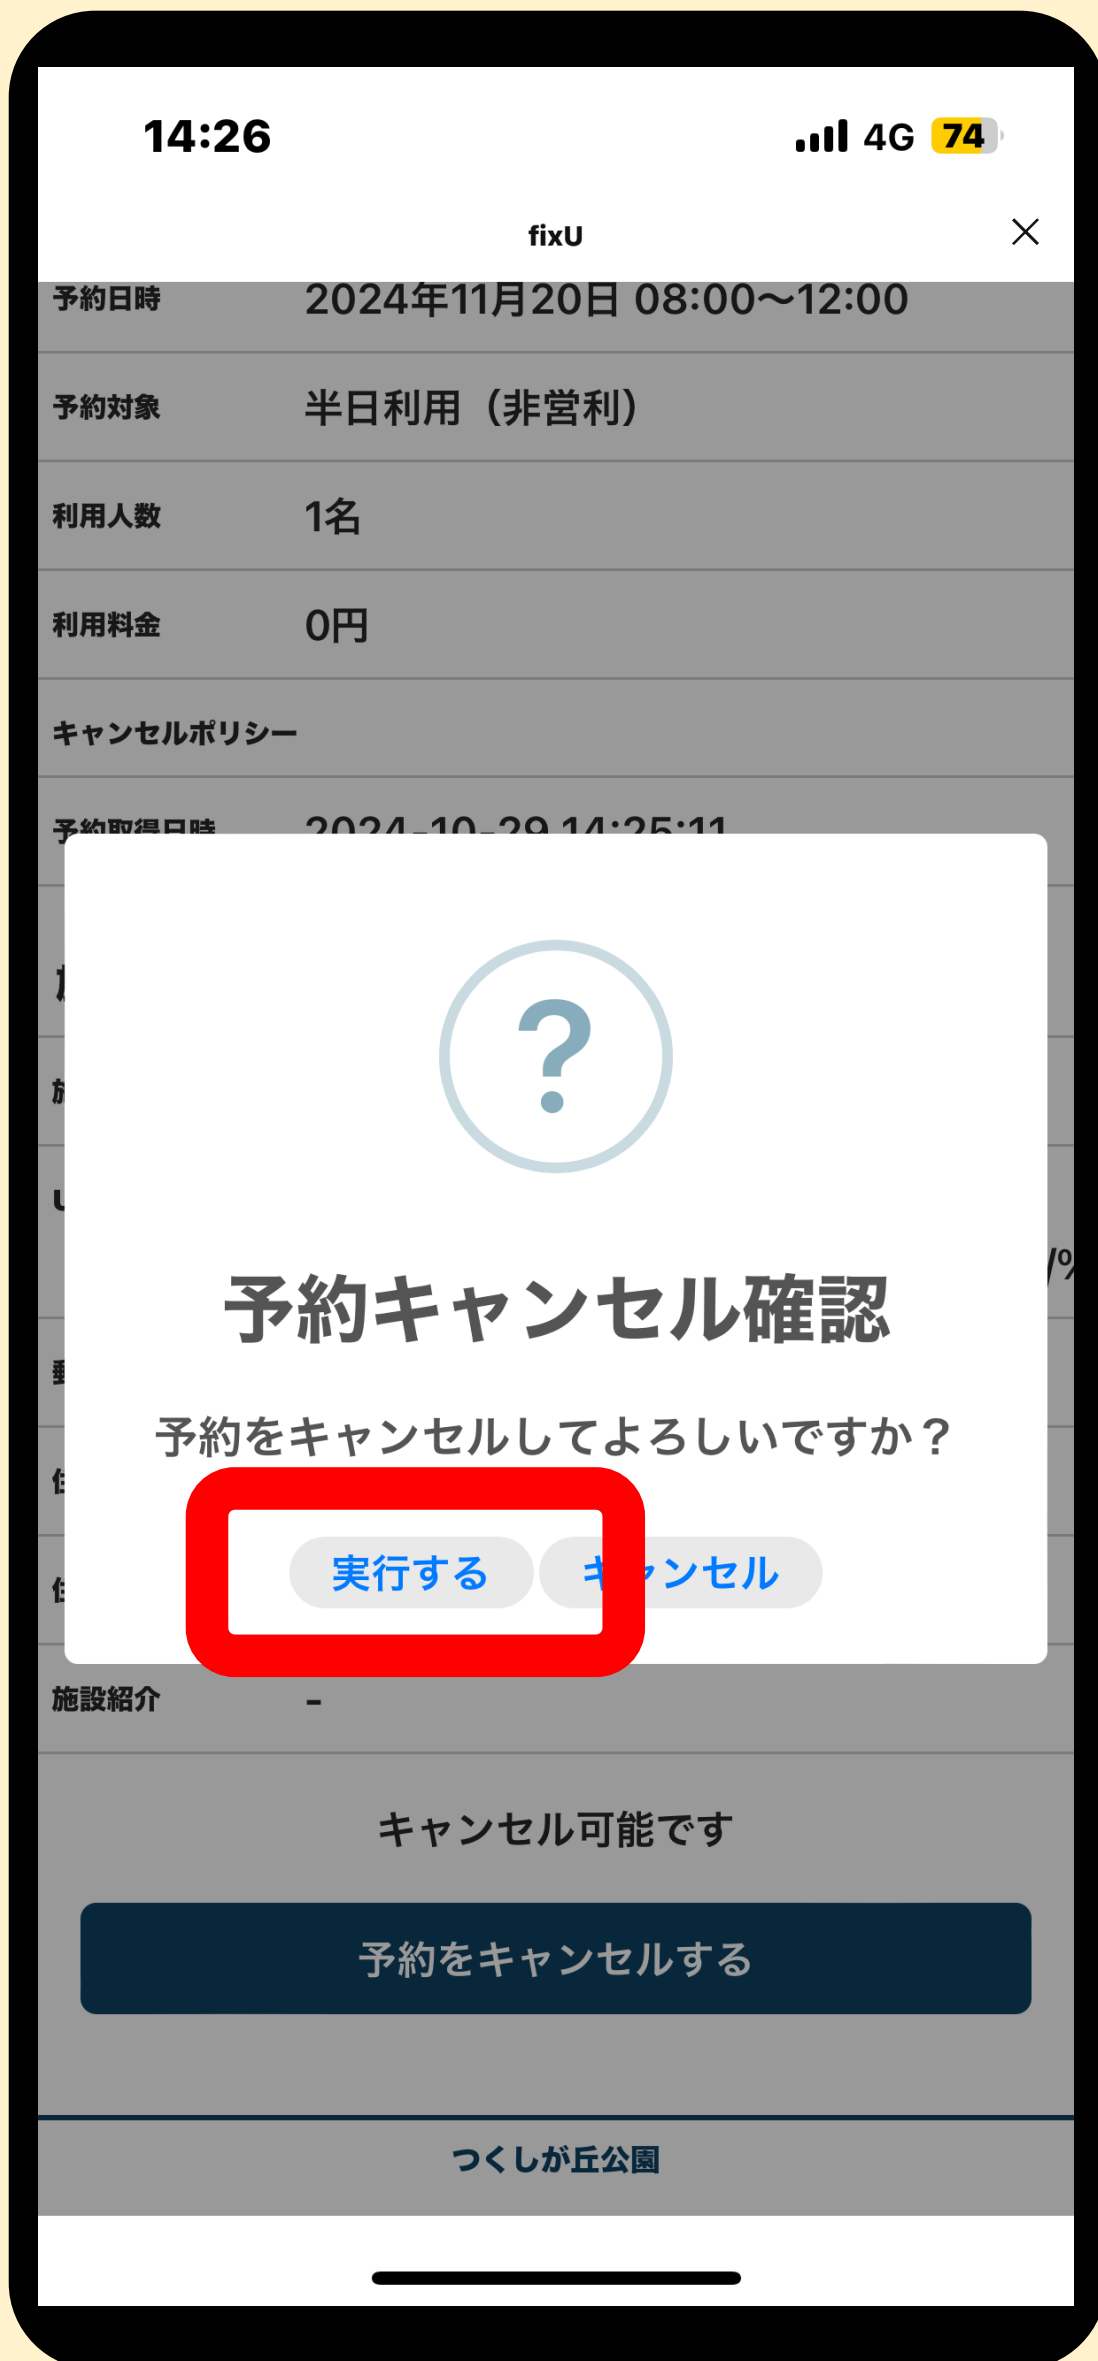 14:26 4G 74
fixU
予約日時 2024年11月20日 08:00〜12:00
予約対象 半日利用（非営利）
利用人数 1名
利用料金 0円
キャンセルポリシー
予約取得日時 2024-10-29 14:25:11
?
/%
予約キャンセル確認
予約をキャンセルしてよろしいですか？
実行する キャンセル
施設紹介 -
キャンセル可能です
予約をキャンセルする
つくしが丘公園